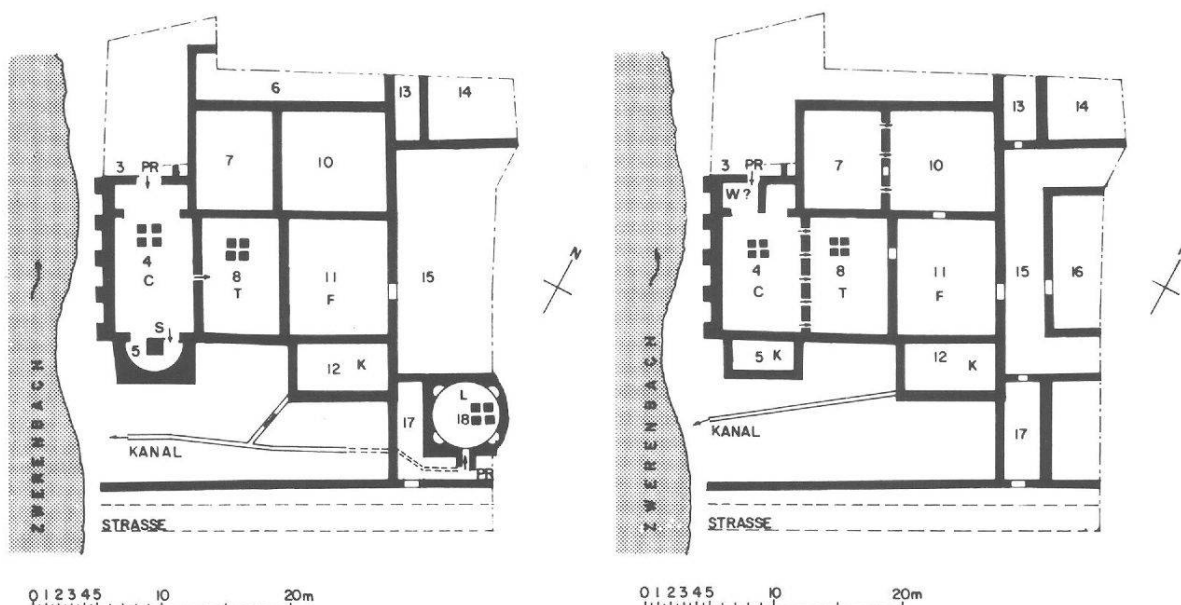 6
13
14
3 PR
7
10
4
C
8
T
11
F
15
S
5
12 K
L
18
17
PR
KANAL
ZWERENBACH
STRASSE
N
0 1 2 3 4 5 10 20m
13
14
3 PR
7
10
W?
4
C
8
T
11
F
15
16
5 K
12 K
17
KANAL
ZWERENBACH
STRASSE
0 1 2 3 4 5 10 20m